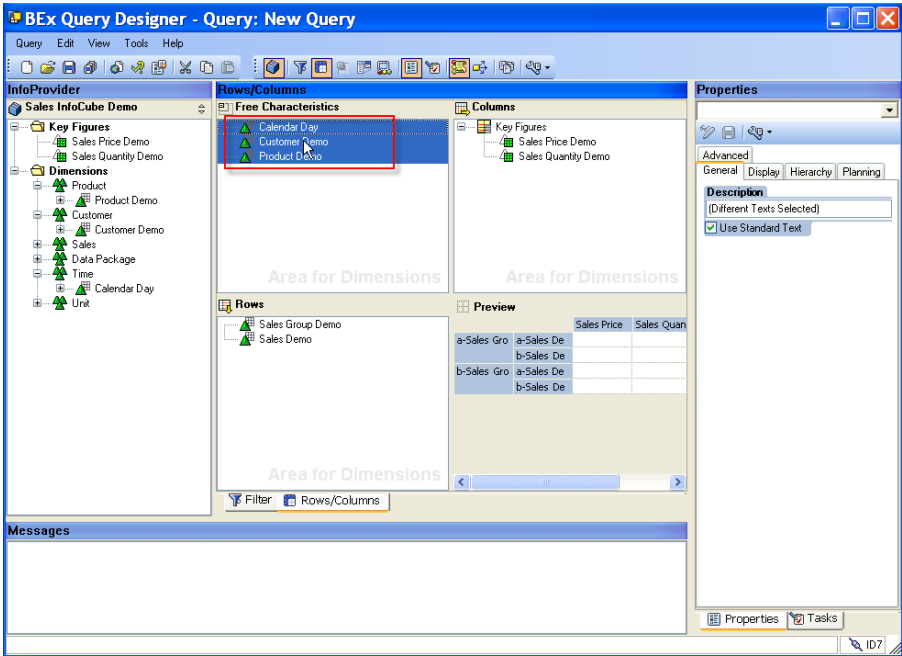 BEx Query Designer - Query: New Query
Query Edit View Tools Help
InfoProvider
Sales InfoCube Demo
Key Figures
Sales Price Demo
Sales Quantity Demo
Dimensions
Product
Product Demo
Customer
Customer Demo
Sales
Data Package
Time
Calendar Day
Unit
Rows/Columns
Free Characteristics
Calendar Day
Customer Demo
Product Demo
Area for Dimensions
Columns
Key Figures
Sales Price Demo
Sales Quantity Demo
Area for Dimensions
Rows
Sales Group Demo
Sales Demo
Area for Dimensions
Preview
Sales Price Sales Quan
a-Sales Gro a-Sales De
b-Sales De
b-Sales Gro a-Sales De
b-Sales De
Filter Rows/Columns
Properties
Advanced
General Display Hierarchy Planning
Description
(Different Texts Selected)
Use Standard Text
Properties Tasks
Messages
ID7